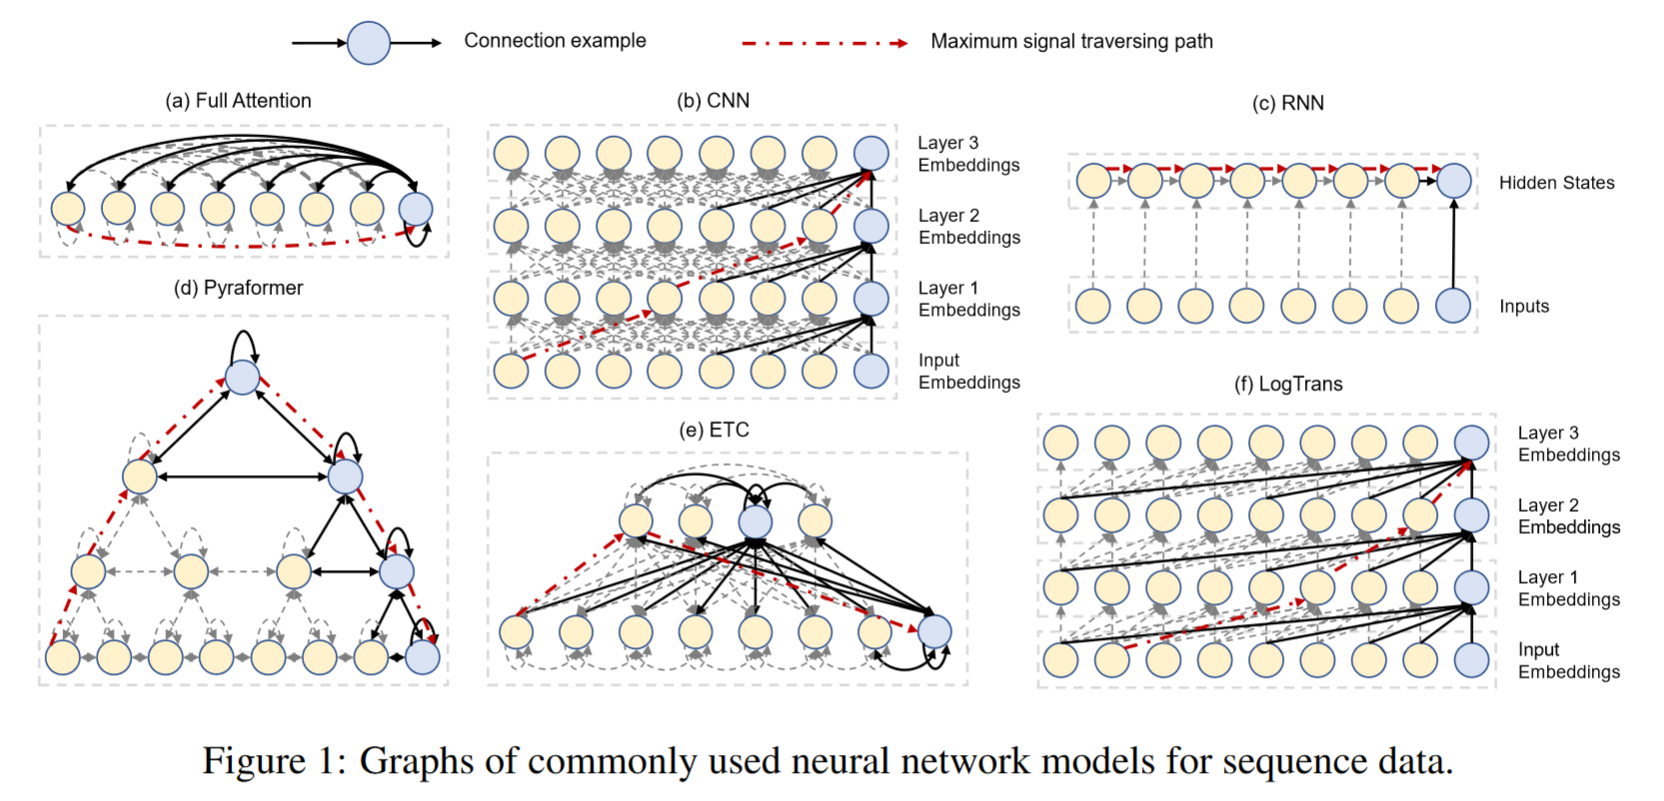 Connection example
Maximum signal traversing path
(a) Full Attention
(b) CNN
Layer 3
Embeddings
Layer 2
Embeddings
Layer 1
Embeddings
Input
Embeddings
(c) RNN
Hidden States
Inputs
(d) Pyraformer
(e) ETC
(f) LogTrans
Layer 3
Embeddings
Layer 2
Embeddings
Layer 1
Embeddings
Input
Embeddings
Figure 1: Graphs of commonly used neural network models for sequence data.